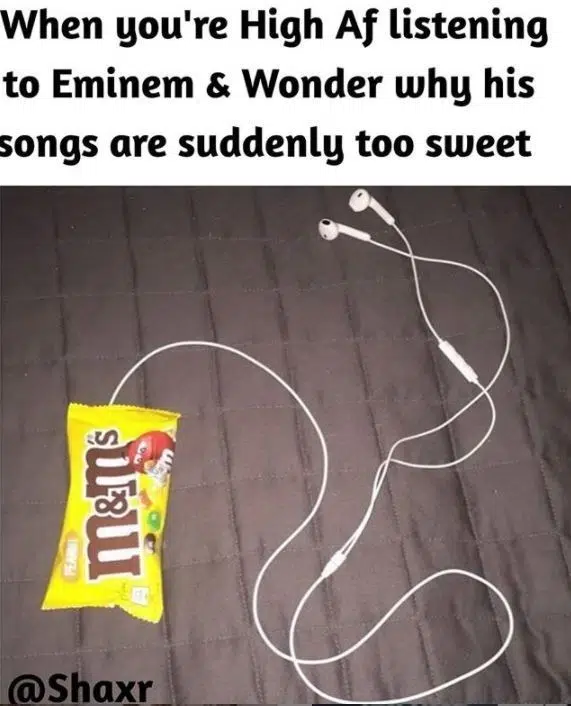 When you're High Af listening
to Eminem & Wonder why his
songs are suddenly too sweet
m&m's
PEANUT
@Shaxr